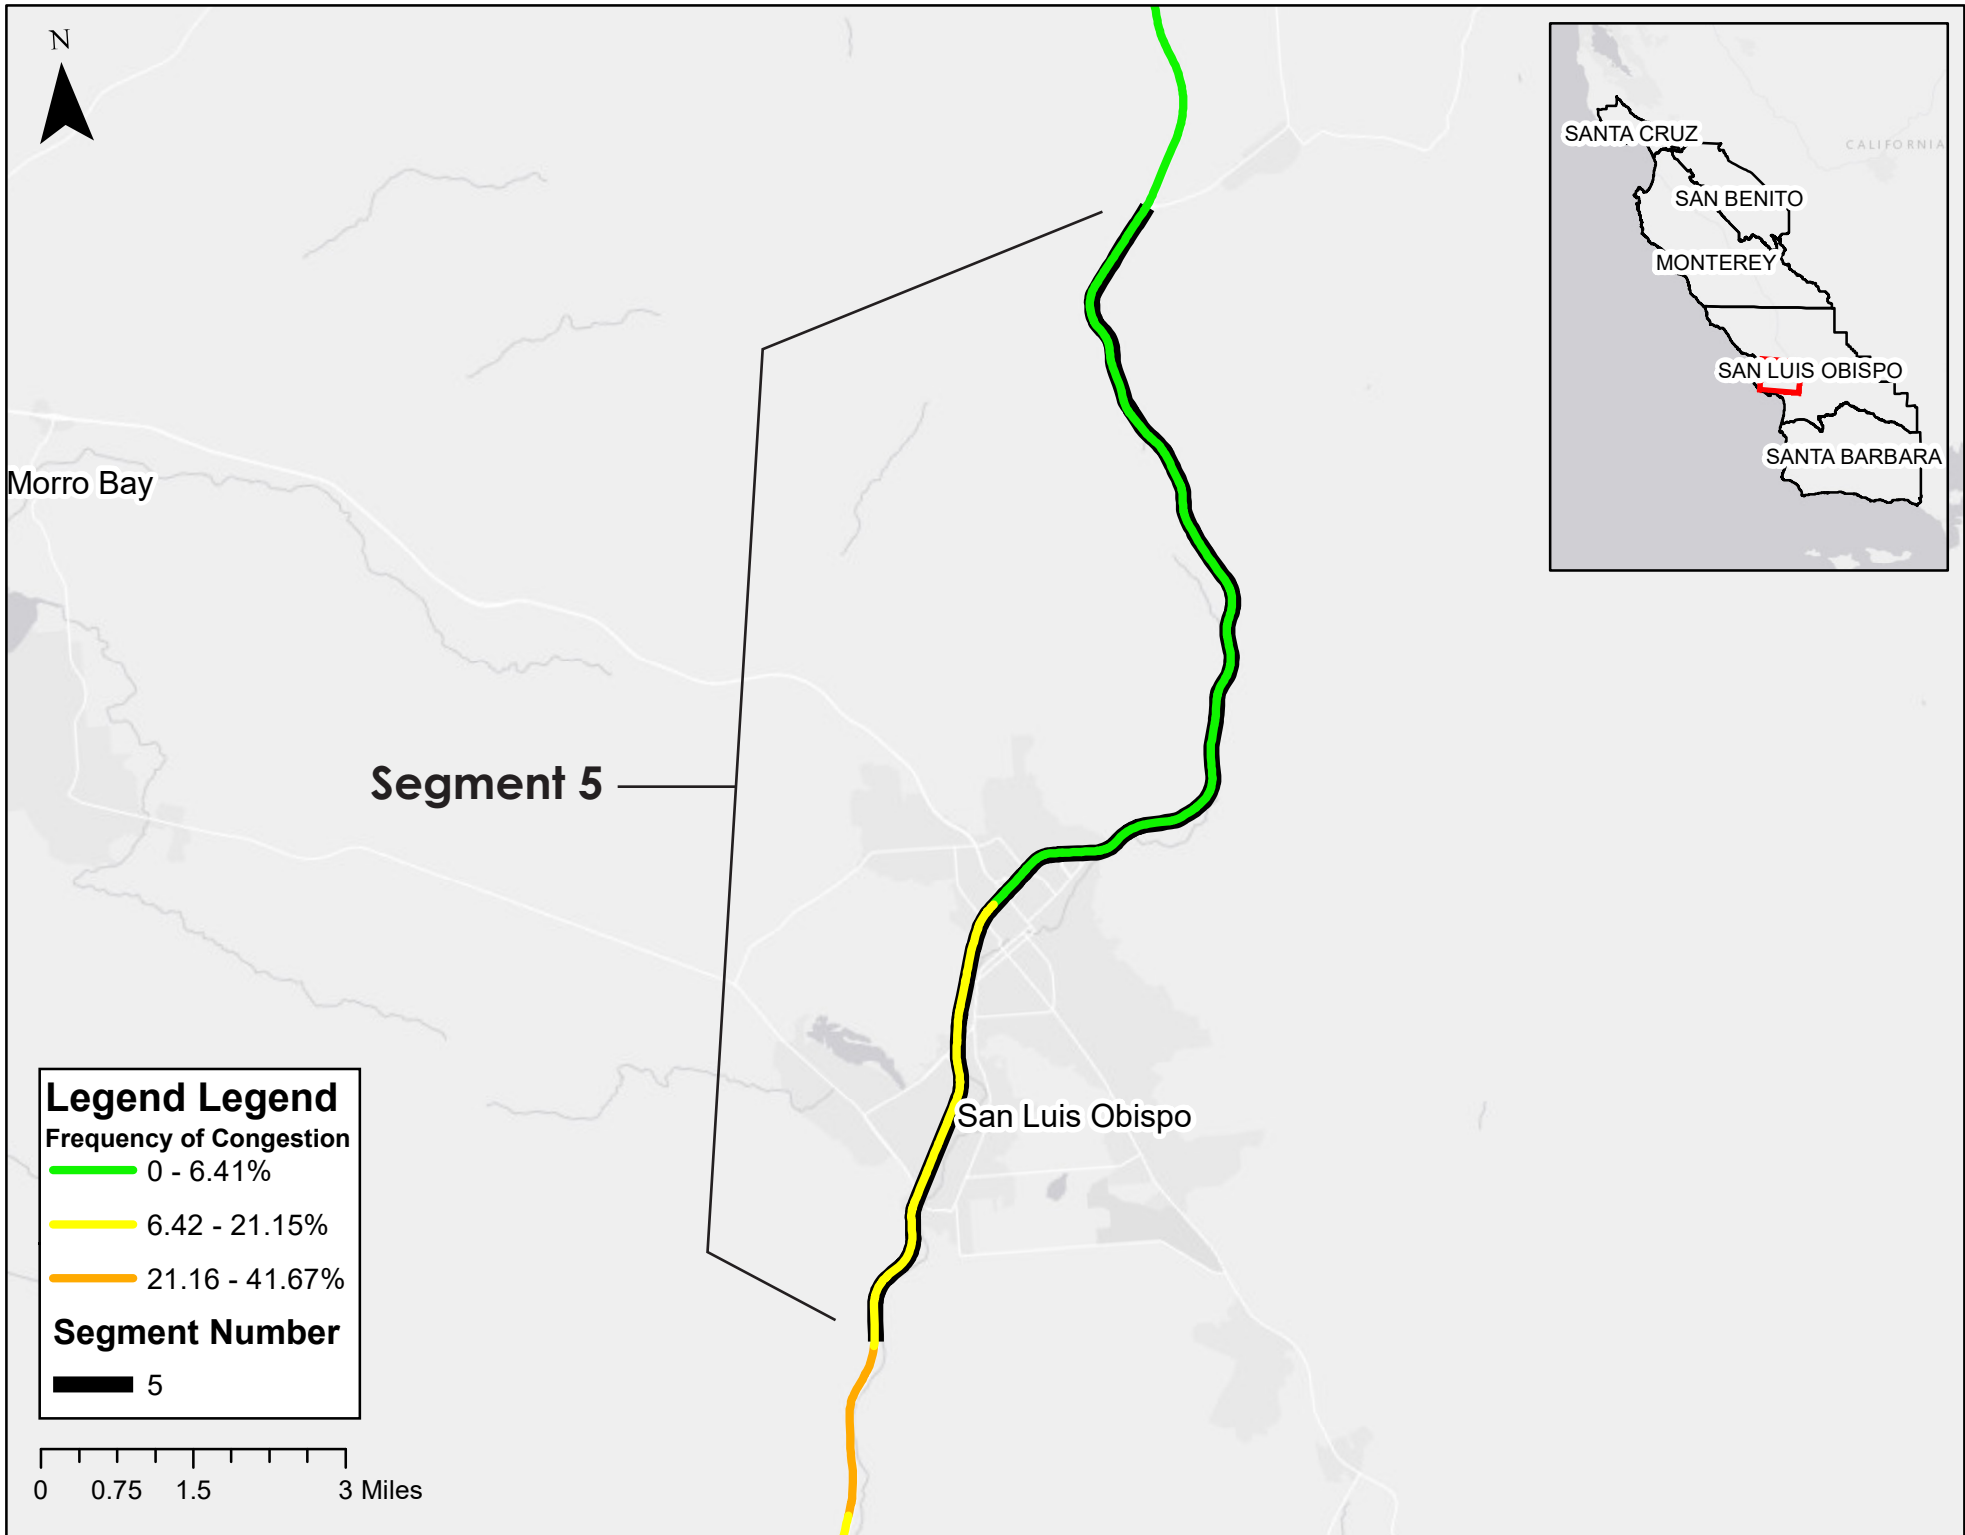 N
SANTA CRUZ
CALIFORNIA
SAN BENITO
MONTEREY
SAN LUIS OBISPO
SANTA BARBARA
Morro Bay
Segment 5
San Luis Obispo
Legend Legend
Frequency of Congestion
0 - 6.41%
6.42 - 21.15%
21.16 - 41.67%
Segment Number
5
0 0.75 1.5 3 Miles